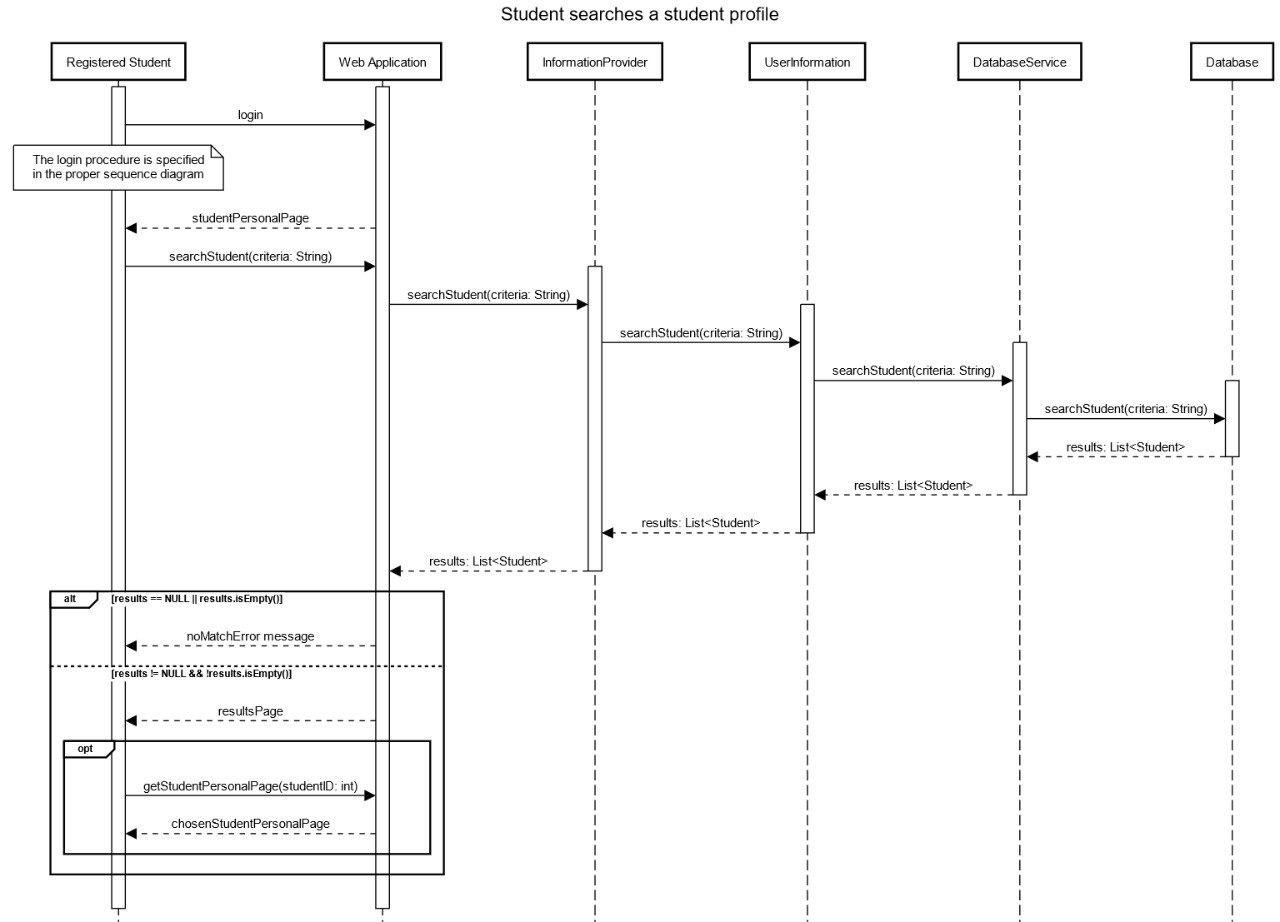 Student searches a student profile
Registered Student
Web Application
InformationProvider
UserInformation
DatabaseService
Database
login
The login procedure is specified
in the proper sequence diagram
studentPersonalPage
searchStudent(criteria: String)
searchStudent(criteria: String)
searchStudent(criteria: String)
searchStudent(criteria: String)
searchStudent(criteria: String)
results: List<Student>
results: List<Student>
results: List<Student>
results: List<Student>
alt
[results == NULL || results.isEmpty()]
noMatchError message
[results != NULL && !results.isEmpty()]
resultsPage
opt
getStudentPersonalPage(studentID: int)
chosenStudentPersonalPage